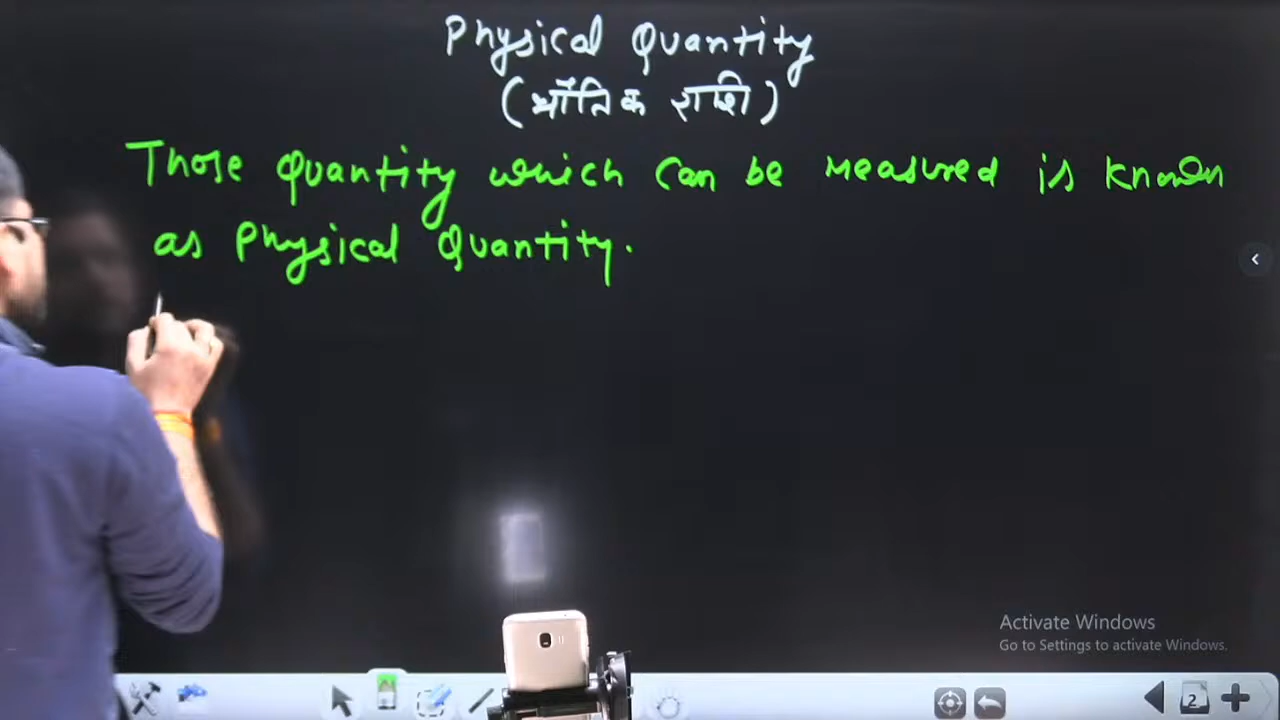 Physical Quantity
(भौतिक राशि)
Those Quantity which can be measured is known
as Physical Quantity.
Activate Windows
Go to Settings to activate Windows.
2